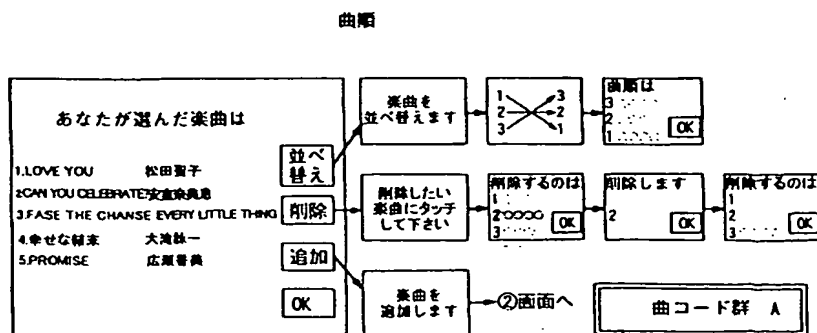 曲順
あなたが選んだ楽曲は
1.LOVE YOU 松田聖子
2.CAN YOU CELEBRATE? 安室奈美恵
3.FASE THE CHANSE EVERY LITTLE THING
4.幸せな結末 大滝詠一
5.PROMISE 広瀬香美
並べ
替え
削除
追加
OK
楽曲を
並べ替えます
1 3
2 2
3 1
曲順は
3
2
1
OK
削除したい
楽曲にタッチ
して下さい
削除するのは
1
2
3
OK
削除します
2
OK
削除するのは
1
2
3
OK
楽曲を
追加します
②画面へ
曲コード群 A